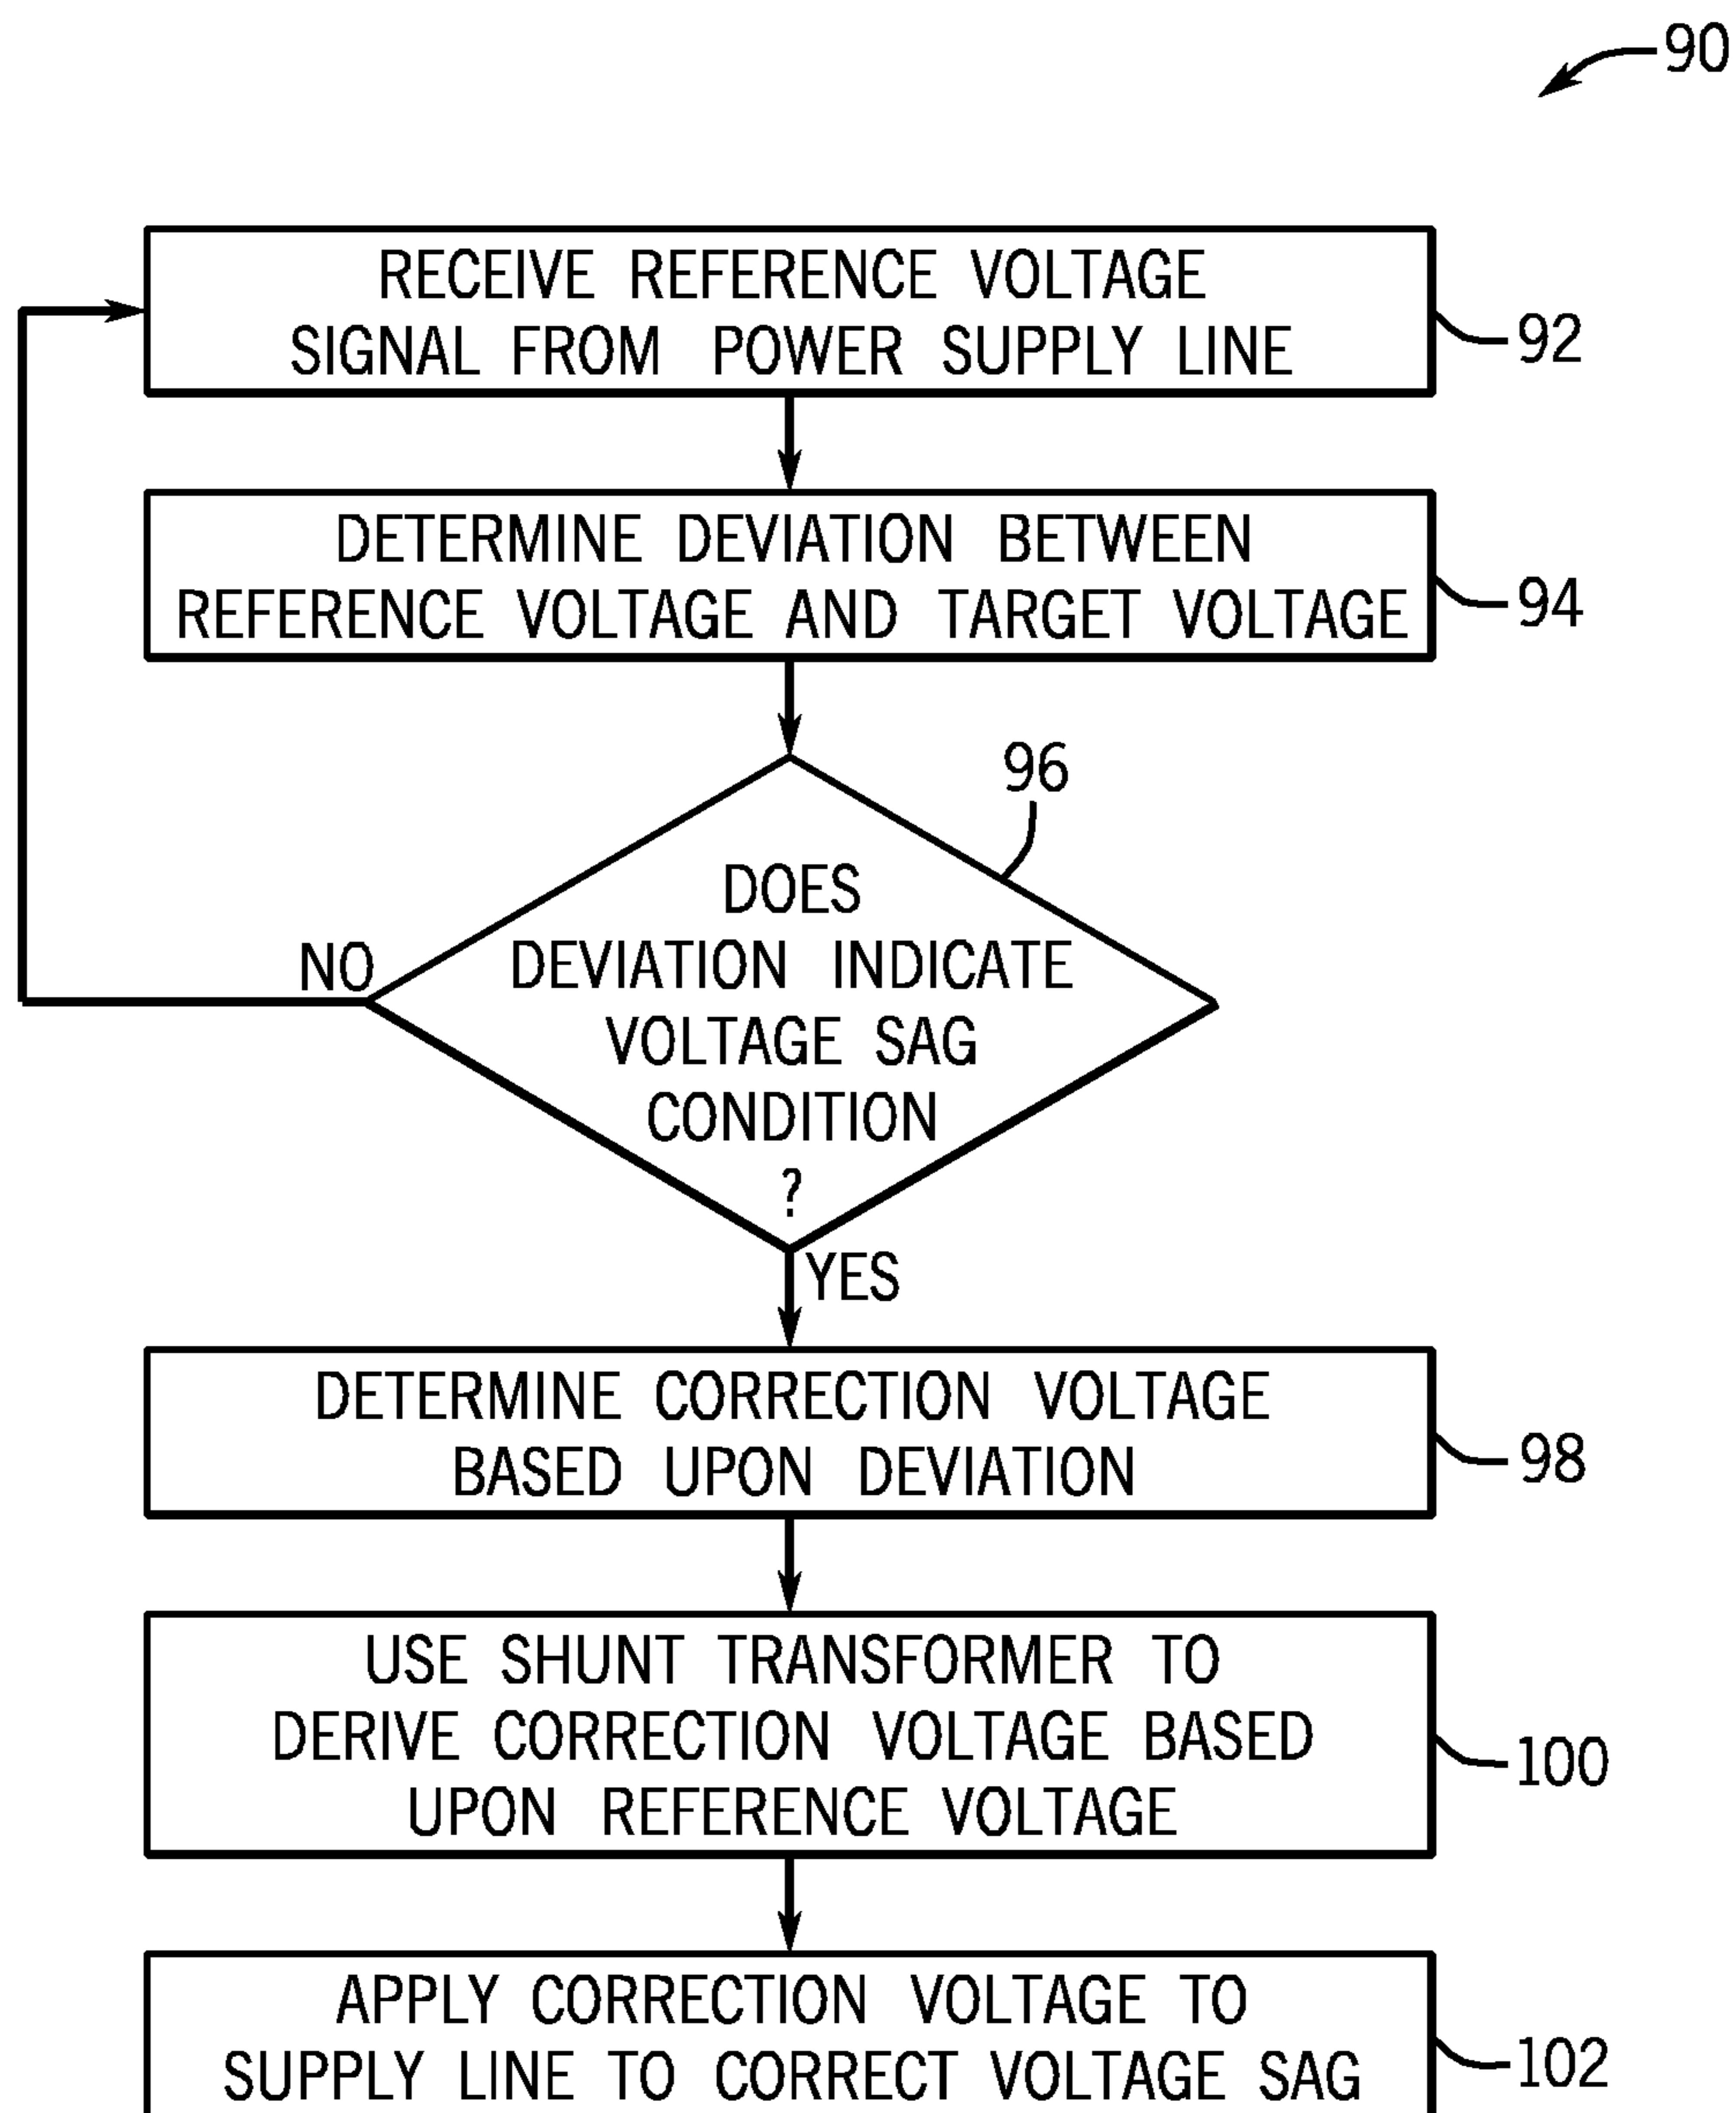 90
RECEIVE REFERENCE VOLTAGE
SIGNAL FROM POWER SUPPLY LINE
92
DETERMINE DEVIATION BETWEEN
REFERENCE VOLTAGE AND TARGET VOLTAGE
94
96
DOES
DEVIATION INDICATE
VOLTAGE SAG
CONDITION
?
NO
YES
DETERMINE CORRECTION VOLTAGE
BASED UPON DEVIATION
98
USE SHUNT TRANSFORMER TO
DERIVE CORRECTION VOLTAGE BASED
UPON REFERENCE VOLTAGE
100
APPLY CORRECTION VOLTAGE TO
SUPPLY LINE TO CORRECT VOLTAGE SAG
102